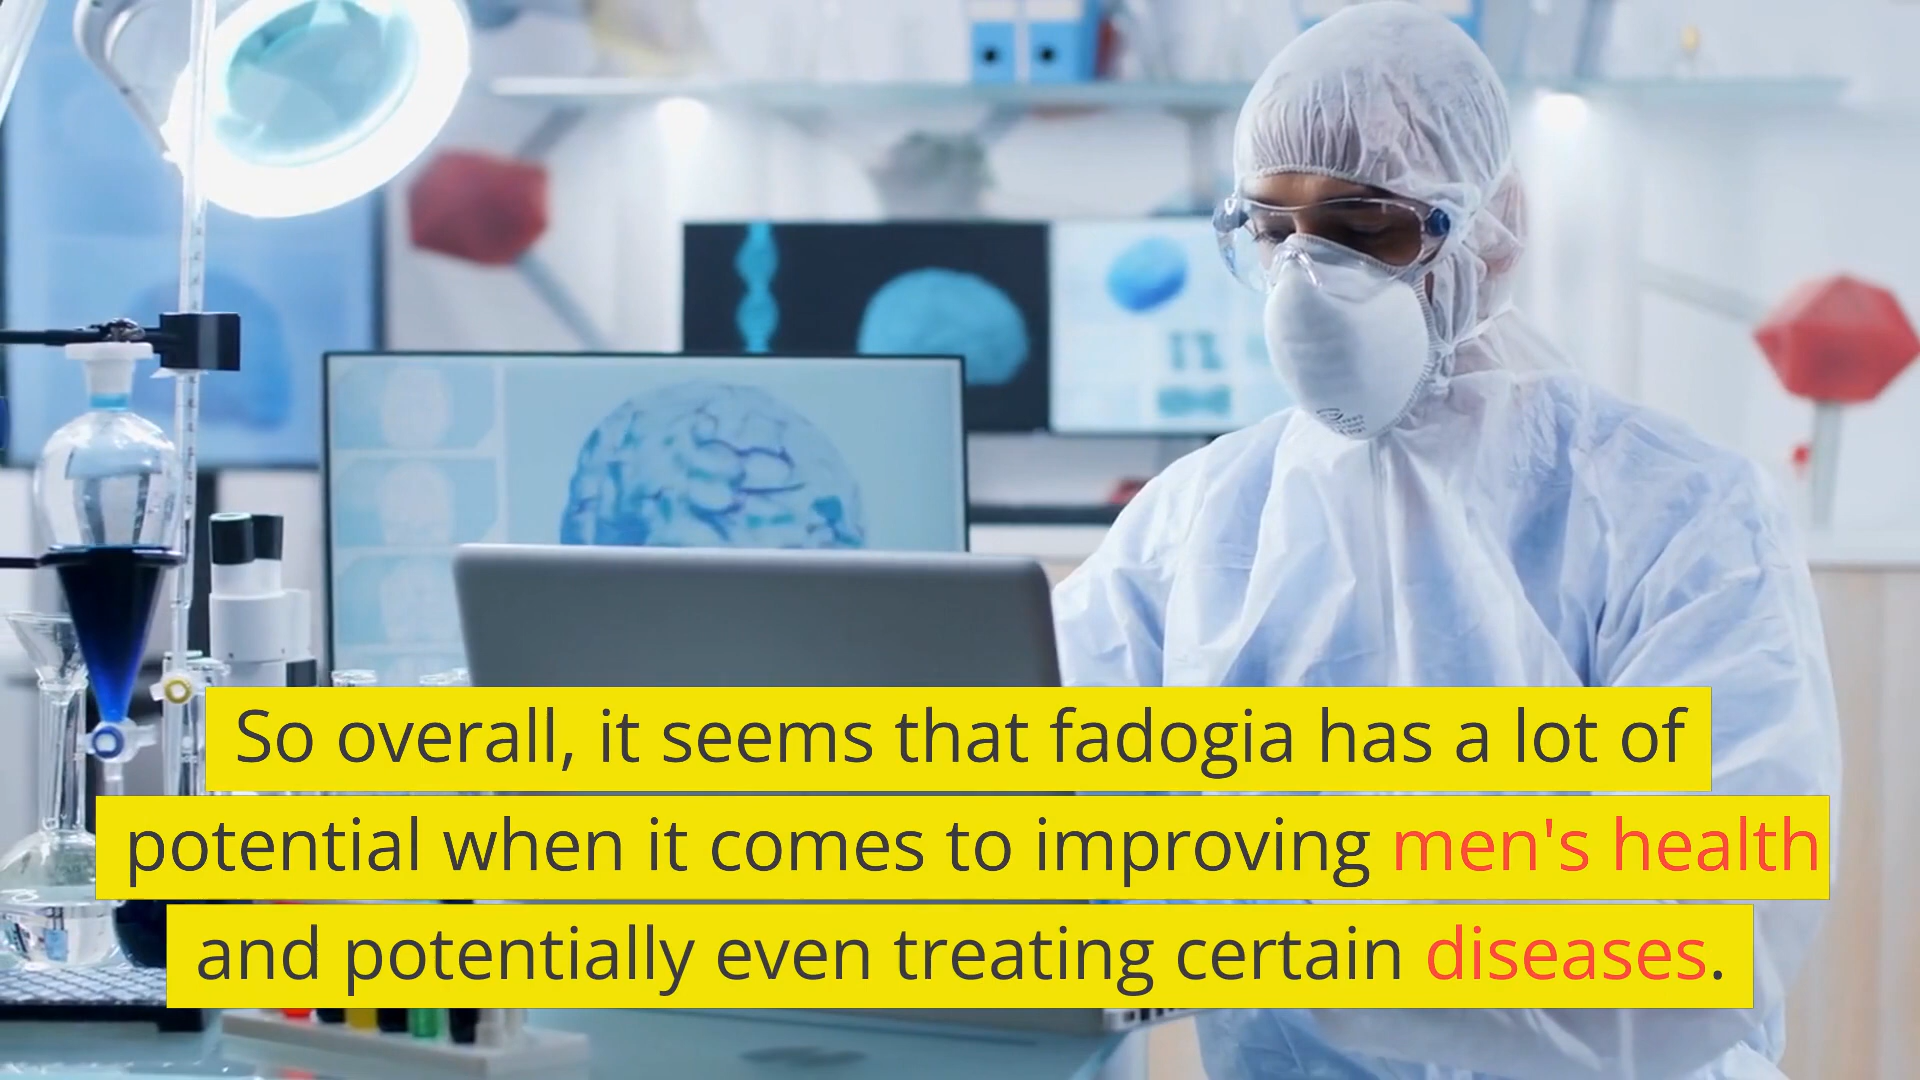 So overall, it seems that fadogia has a lot of
potential when it comes to improving men's health
and potentially even treating certain diseases.